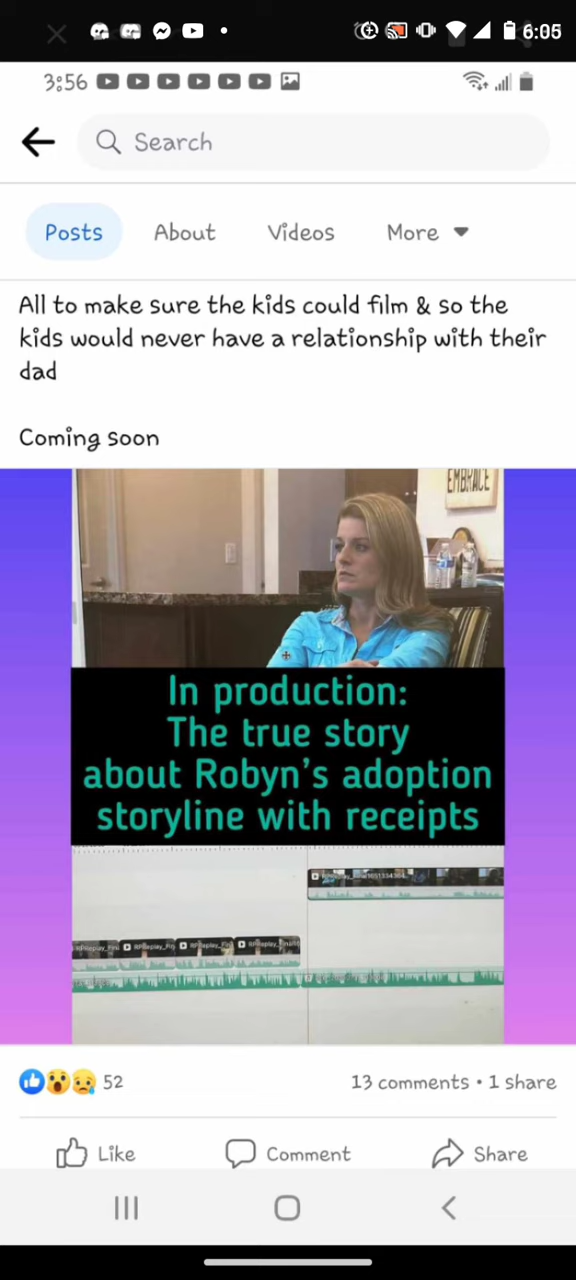 6:05
3:56
Search
Posts About Videos More
All to make sure the kids could film & so the
kids would never have a relationship with their
dad
Coming soon
EMBRACE
In production:
The true story
about Robyn's adoption
storyline with receipts
52
13 comments • 1 share
Like Comment Share